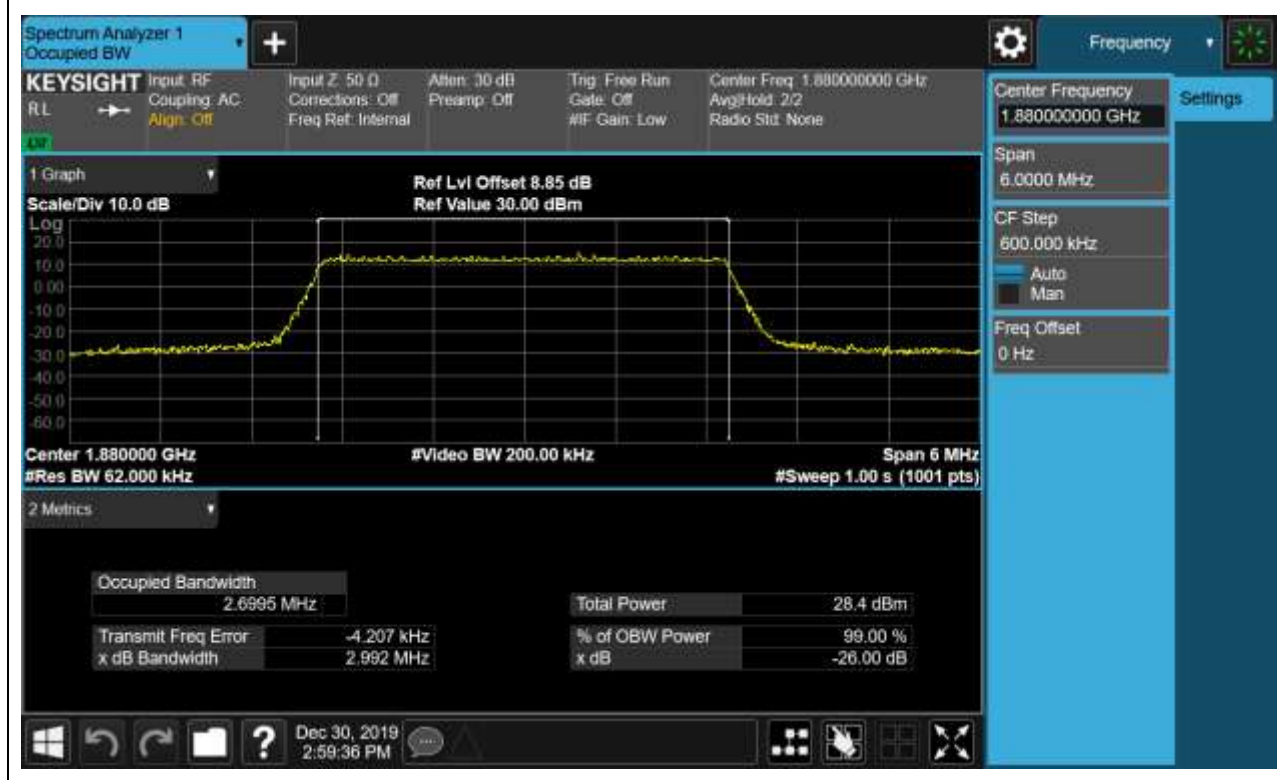 Spectrum Analyzer 1
Occupied BW
Frequency
KEYSIGHT
RL
Input: RF
Coupling: AC
Align: Off
Input Z: 50 Ω
Corrections: Off
Freq Ref: Internal
Atten: 30 dB
Preamp: Off
Trig: Free Run
Gate: Off
#IF Gain: Low
Center Freq: 1.880000000 GHz
Avg|Hold: 2/2
Radio Std: None
Center Frequency
1.880000000 GHz
Settings
Span
6.0000 MHz
CF Step
600.000 kHz
Auto
Man
Freq Offset
0 Hz
1 Graph
Scale/Div 10.0 dB
Ref Lvl Offset 8.85 dB
Ref Value 30.00 dBm
Log
20.0
10.0
0.00
-10.0
-20.0
-30.0
-40.0
-50.0
-60.0
Center 1.880000 GHz
#Video BW 200.00 kHz
Span 6 MHz
#Res BW 62.000 kHz
#Sweep 1.00 s (1001 pts)
2 Metrics
Occupied Bandwidth
2.6995 MHz
Total Power 28.4 dBm
Transmit Freq Error -4.207 kHz
% of OBW Power 99.00 %
x dB Bandwidth 2.992 MHz
x dB -26.00 dB
?
Dec 30, 2019
2:59:36 PM